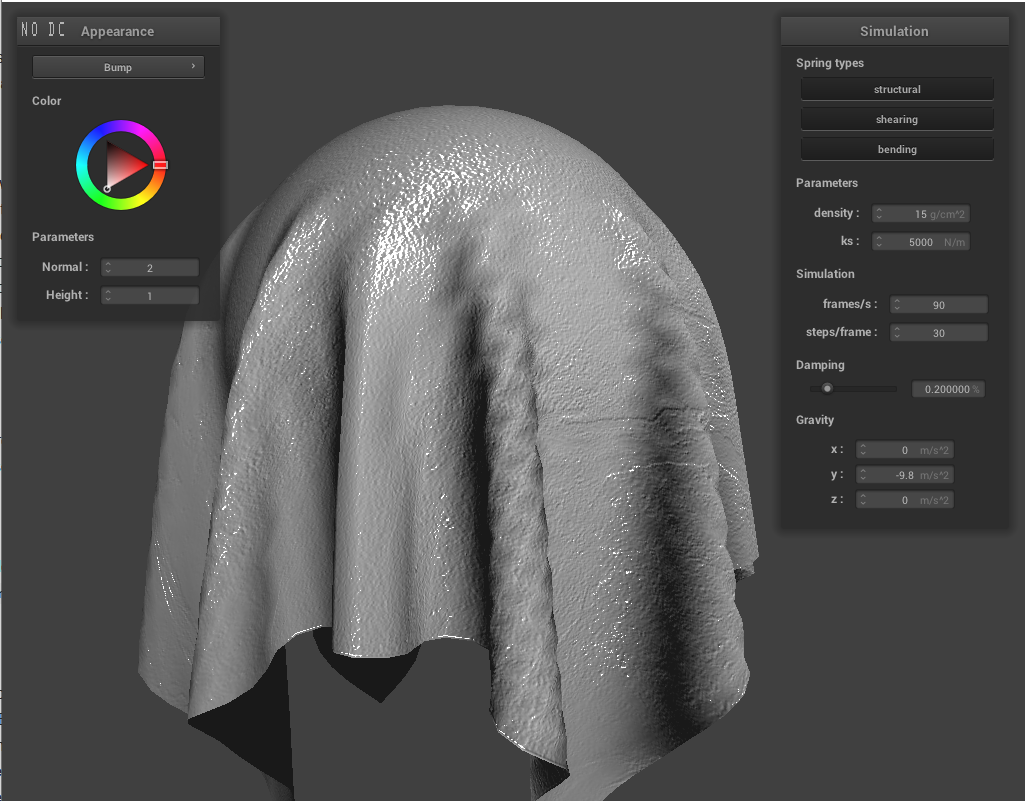 NO DC
Appearance
Bump
Color
Parameters
Normal :
2
Height :
1
Simulation
Spring types
structural
shearing
bending
Parameters
density :
15 g/cm^2
ks :
5000 N/m
Simulation
frames/s :
90
steps/frame :
30
Damping
0.200000 %
Gravity
x :
0 m/s^2
y :
-9.8 m/s^2
z :
0 m/s^2